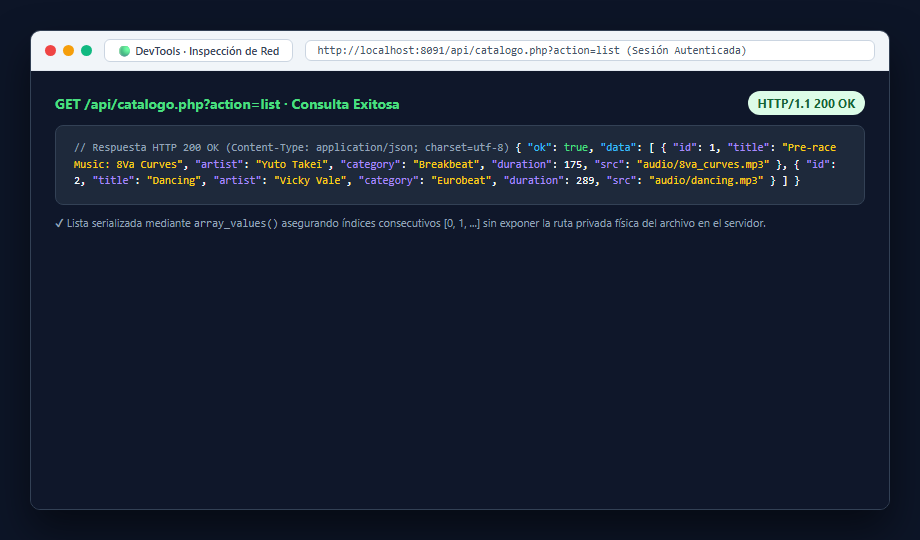 DevTools · Inspección de Red
http://localhost:8091/api/catalogo.php?action=list (Sesión Autenticada)
GET /api/catalogo.php?action=list · Consulta Exitosa
HTTP/1.1 200 OK
// Respuesta HTTP 200 OK (Content-Type: application/json; charset=utf-8) { "ok": true, "data": [ { "id": 1, "title": "Pre-race
Music: 8Va Curves", "artist": "Yuto Takei", "category": "Breakbeat", "duration": 175, "src": "audio/8va_curves.mp3" }, { "id":
2, "title": "Dancing", "artist": "Vicky Vale", "category": "Eurobeat", "duration": 289, "src": "audio/dancing.mp3" } ] }
✓ Lista serializada mediante array_values() asegurando índices consecutivos [0, 1, …] sin exponer la ruta privada física del archivo en el servidor.